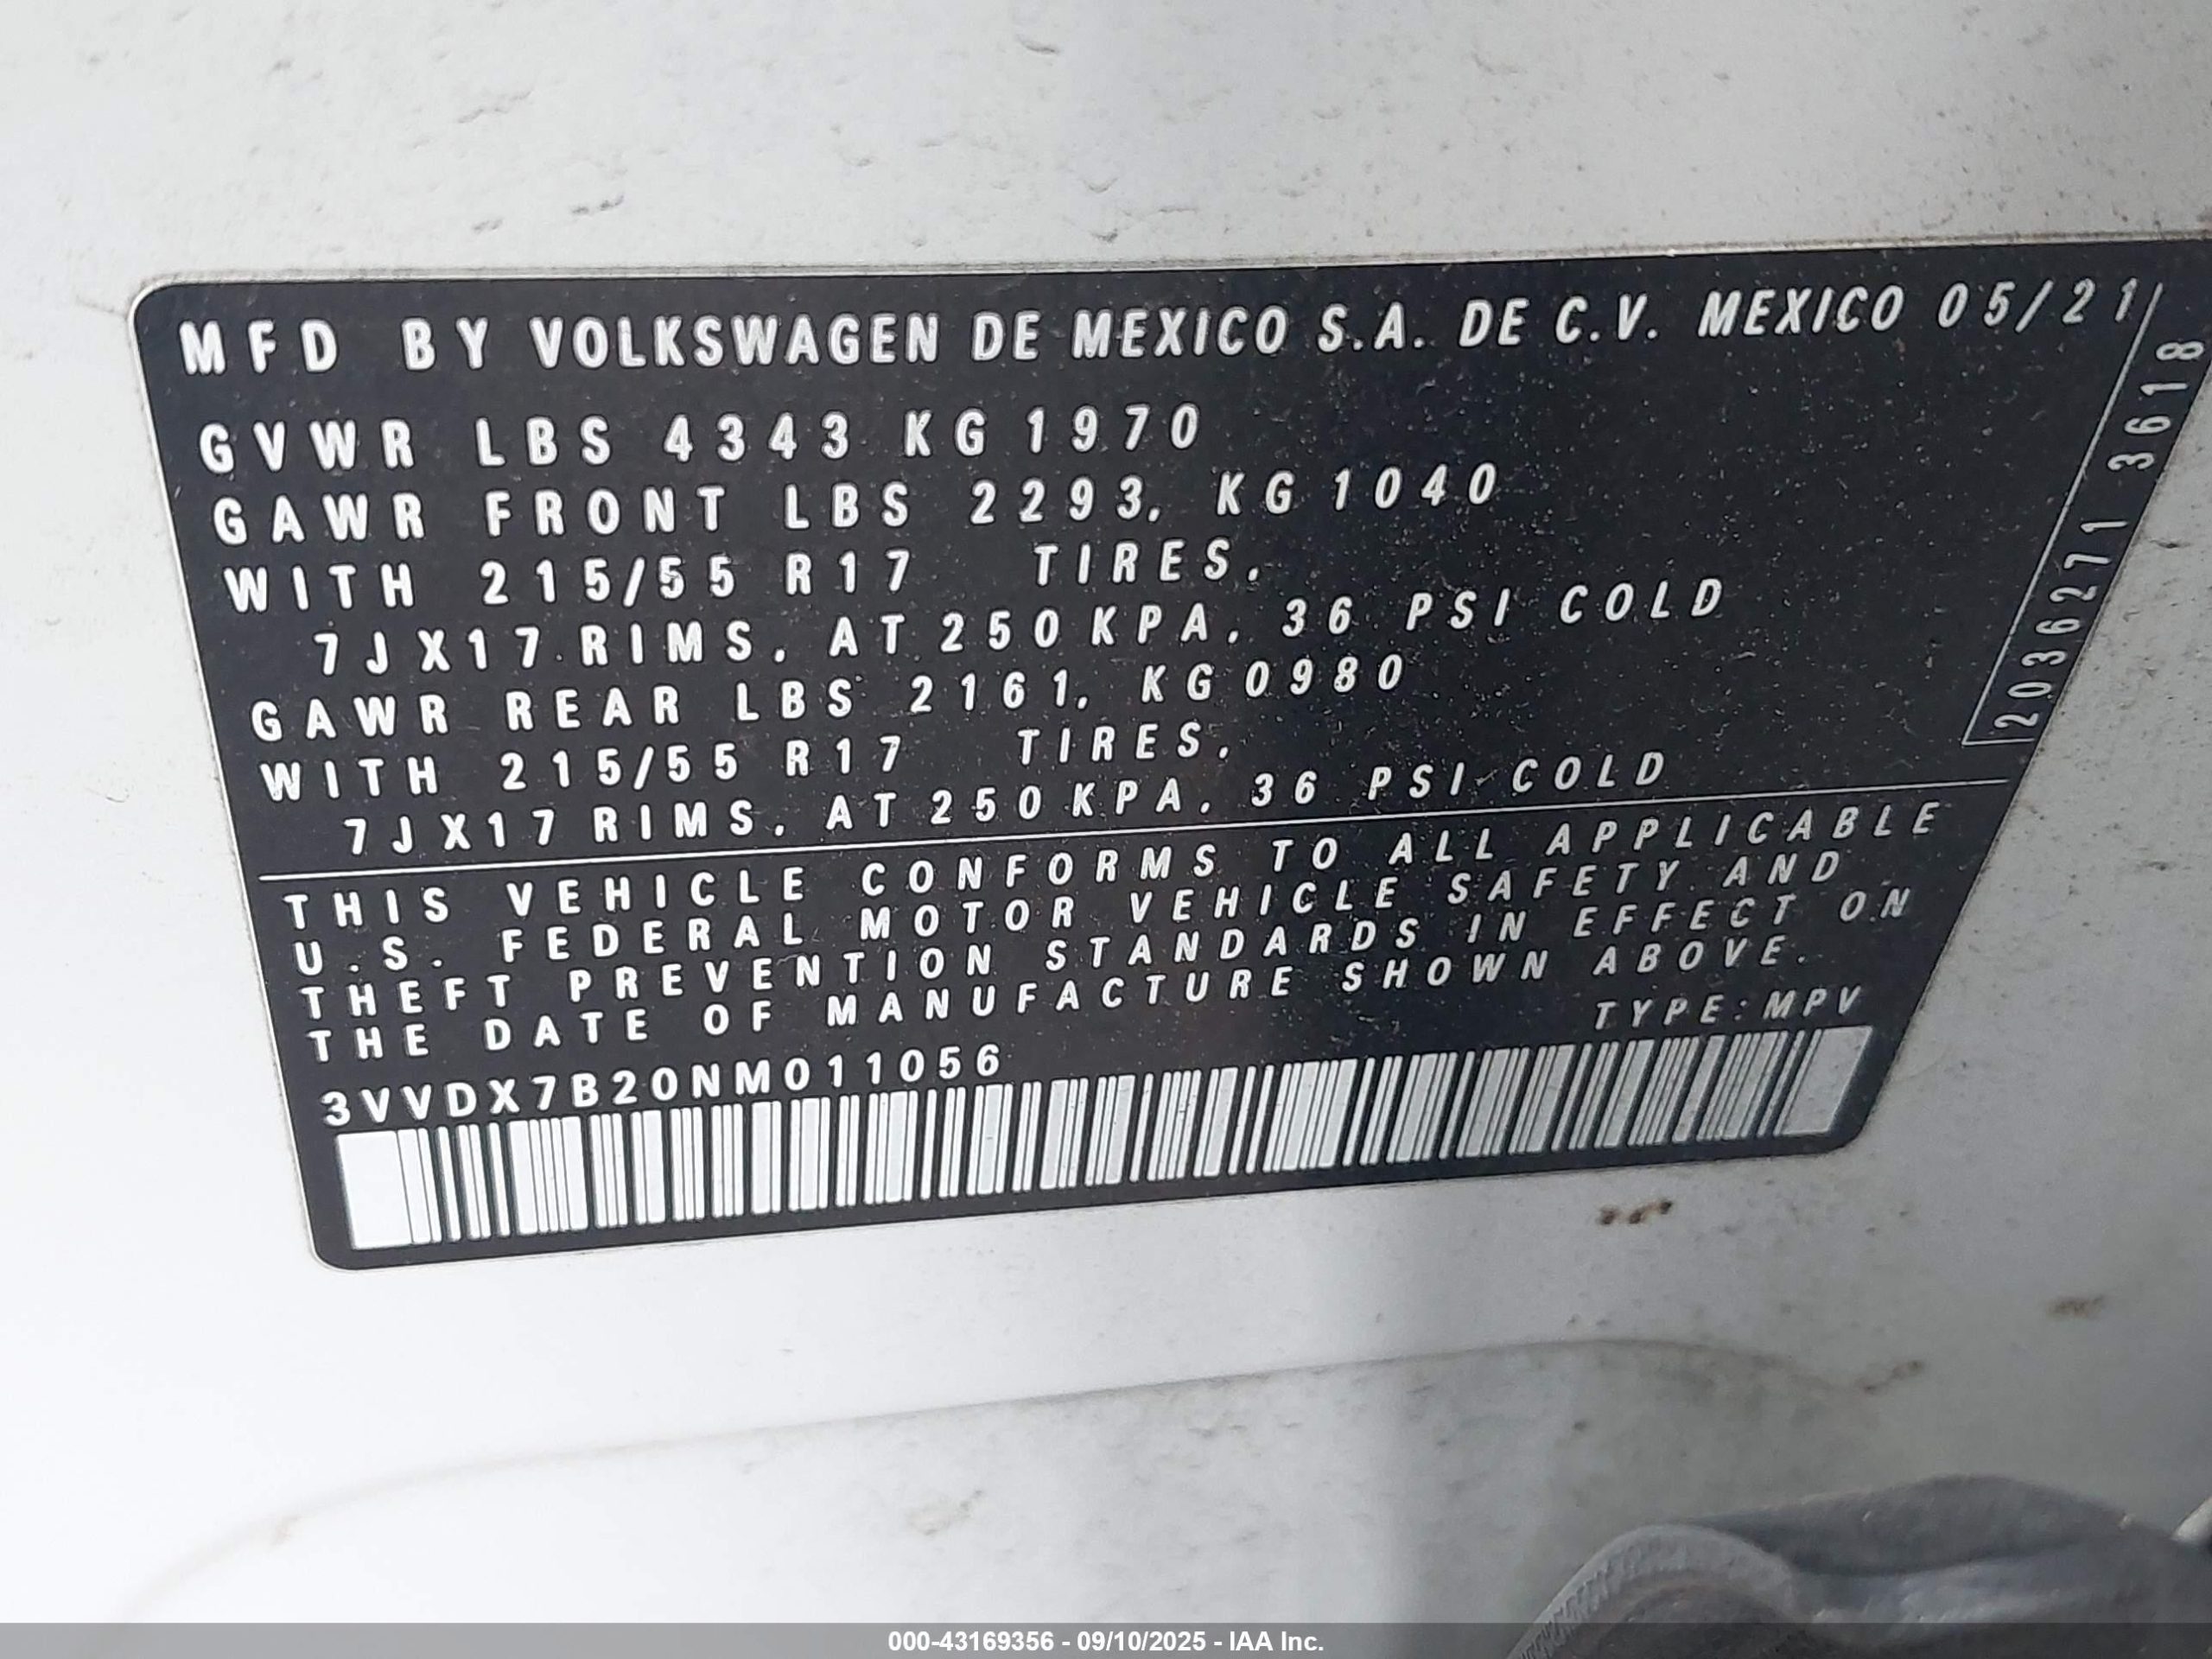 MFD BY VOLKSWAGEN DE MEXICO S.A. DE C.V. MEXICO 05/21
GVWR LBS 4343 KG 1970
GAWR FRONT LBS 2293, KG 1040
WITH 215/55 R17 TIRES,
7JX17 RIMS, AT 250 KPA, 36 PSI COLD
GAWR REAR LBS 2161, KG 0980
WITH 215/55 R17 TIRES,
7JX17 RIMS, AT 250 KPA, 36 PSI COLD
2036271 3618
THIS VEHICLE CONFORMS TO ALL APPLICABLE
U.S. FEDERAL MOTOR VEHICLE SAFETY AND
THEFT PREVENTION STANDARDS IN EFFECT ON
THE DATE OF MANUFACTURE SHOWN ABOVE.
TYPE: MPV
3VVDX7B20NM011056
000-43169356 - 09/10/2025 - IAA Inc.